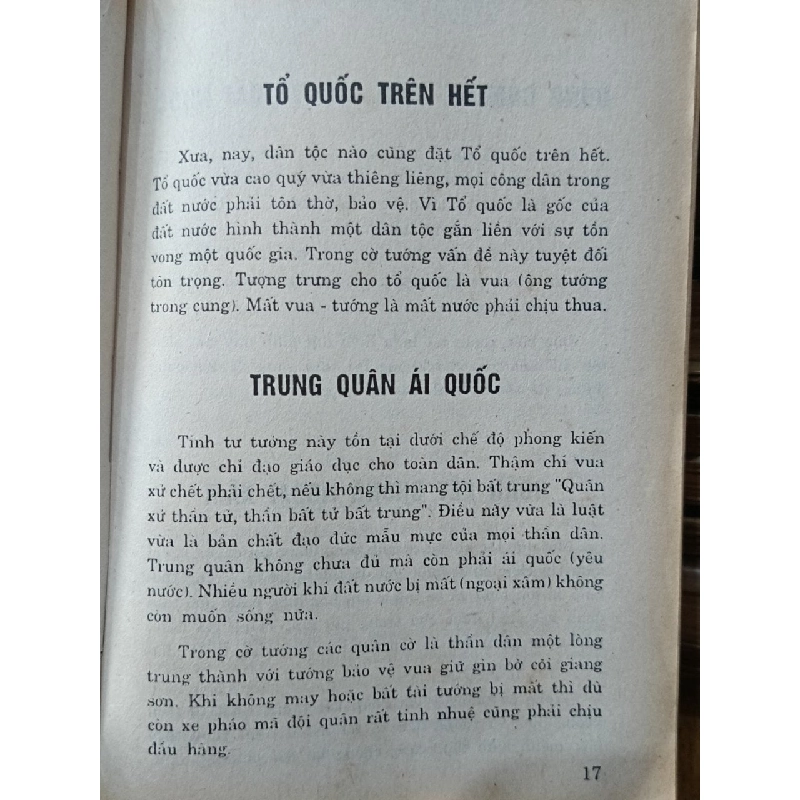 TỔ QUỐC TRÊN HẾT
Xưa, nay, dân tộc nào cũng đặt Tổ quốc trên hết.
Tổ quốc vừa cao quý vừa thiêng liêng, mọi công dân trong
đất nước phải tôn thờ, bảo vệ. Vì Tổ quốc là gốc của
đất nước hình thành một dân tộc gắn liền với sự tồn
vong một quốc gia. Trong cờ tướng vấn đề này tuyệt đối
tôn trọng. Tượng trưng cho tổ quốc là vua (ông tướng
trong cung). Mất vua - tướng là mất nước phải chịu thua.
TRUNG QUÂN ÁI QUỐC
Tính tư tưởng này tồn tại dưới chế độ phong kiến
và được chỉ đạo giáo dục cho toàn dân. Thậm chí vua
xử chết phải chết, nếu không thì mang tội bất trung "Quân
xử thần tử, thần bất tử bất trung". Điều này vừa là luật
vừa là bản chất đạo đức mẫu mực của mọi thần dân.
Trung quân không chưa đủ mà còn phải ái quốc (yêu
nước). Nhiều người khi đất nước bị mất (ngoại xâm) không
còn muốn sống nữa.
Trong cờ tướng các quân cờ là thần dân một lòng
trung thành với tướng bảo vệ vua giữ gìn bờ cõi giang
sơn. Khi không may hoặc bất tài tướng bị mất thì dù
còn xe pháo mã đội quân rất tinh nhuệ cũng phải chịu
đầu hàng.
17